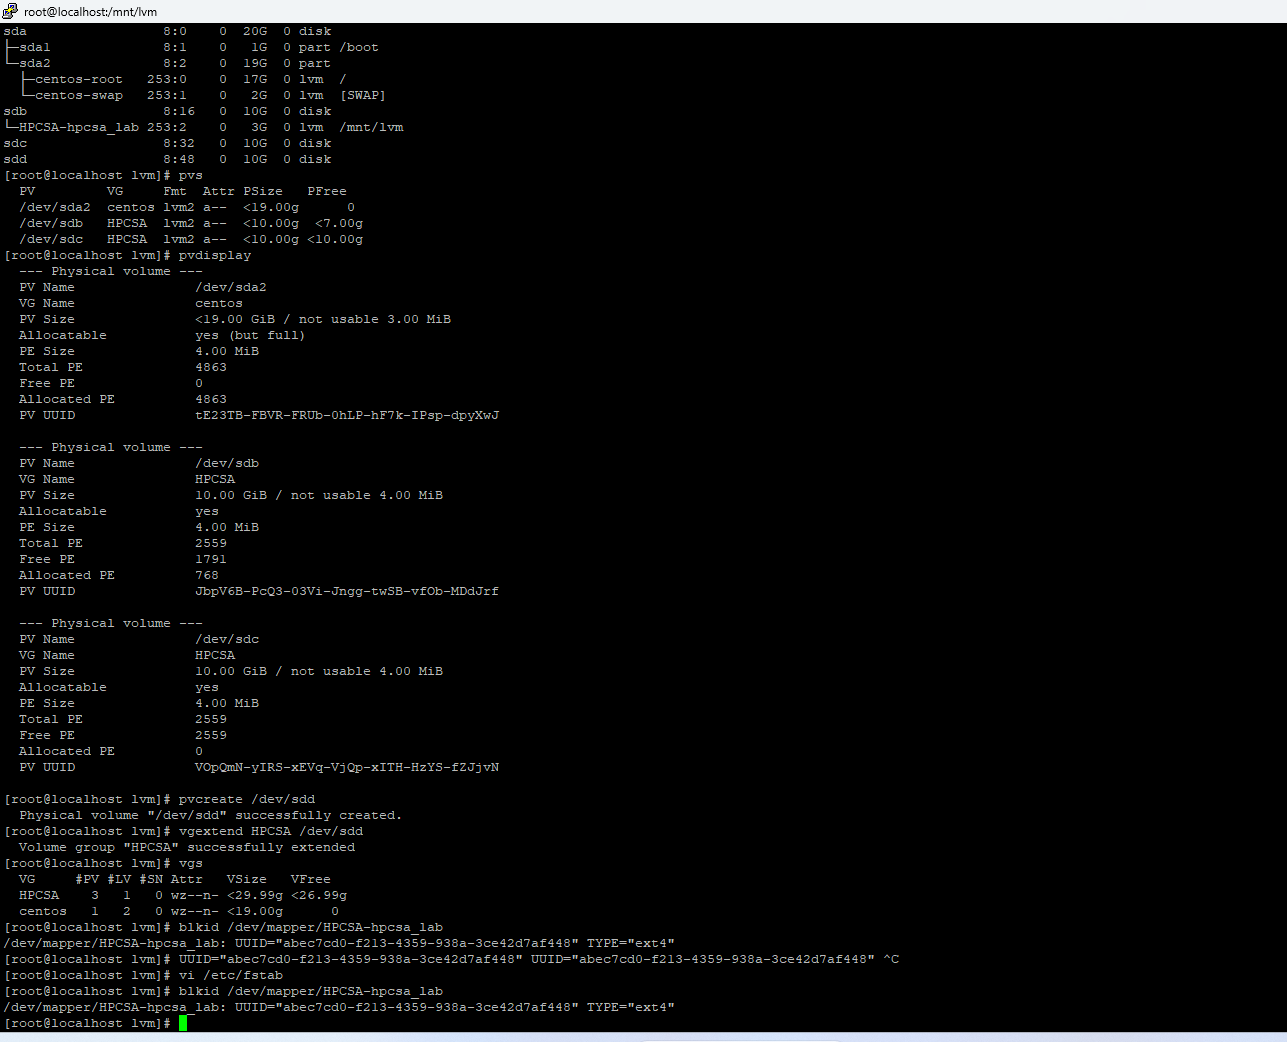 root@localhost:/mnt/lvm
sda                 8:0    0  20G  0 disk
├─sda1              8:1    0   1G  0 part /boot
└─sda2              8:2    0  19G  0 part
  ├─centos-root   253:0    0  17G  0 lvm  /
  └─centos-swap   253:1    0   2G  0 lvm  [SWAP]
sdb                 8:16   0  10G  0 disk
└─HPCSA-hpcsa_lab 253:2    0   3G  0 lvm  /mnt/lvm
sdc                 8:32   0  10G  0 disk
sdd                 8:48   0  10G  0 disk
[root@localhost lvm]# pvs
  PV         VG     Fmt  Attr PSize   PFree
  /dev/sda2  centos lvm2 a--  <19.00g      0
  /dev/sdb   HPCSA  lvm2 a--  <10.00g  <7.00g
  /dev/sdc   HPCSA  lvm2 a--  <10.00g <10.00g
[root@localhost lvm]# pvdisplay
  --- Physical volume ---
  PV Name               /dev/sda2
  VG Name               centos
  PV Size               <19.00 GiB / not usable 3.00 MiB
  Allocatable           yes (but full)
  PE Size               4.00 MiB
  Total PE              4863
  Free PE               0
  Allocated PE          4863
  PV UUID               tE23TB-FBVR-FRUb-0hLP-hF7k-IPsp-dpyXwJ

  --- Physical volume ---
  PV Name               /dev/sdb
  VG Name               HPCSA
  PV Size               10.00 GiB / not usable 4.00 MiB
  Allocatable           yes
  PE Size               4.00 MiB
  Total PE              2559
  Free PE               1791
  Allocated PE          768
  PV UUID               JbpV6B-PcQ3-03Vi-Jngg-twSB-vfOb-MDdJrf

  --- Physical volume ---
  PV Name               /dev/sdc
  VG Name               HPCSA
  PV Size               10.00 GiB / not usable 4.00 MiB
  Allocatable           yes
  PE Size               4.00 MiB
  Total PE              2559
  Free PE               2559
  Allocated PE          0
  PV UUID               VOpQmN-yIRS-xEVq-VjQp-xITH-HzYS-fZJjvN

[root@localhost lvm]# pvcreate /dev/sdd
  Physical volume "/dev/sdd" successfully created.
[root@localhost lvm]# vgextend HPCSA /dev/sdd
  Volume group "HPCSA" successfully extended
[root@localhost lvm]# vgs
  VG     #PV #LV #SN Attr   VSize   VFree
  HPCSA    3   1   0 wz--n- <29.99g <26.99g
  centos   1   2   0 wz--n- <19.00g      0
[root@localhost lvm]# blkid /dev/mapper/HPCSA-hpcsa_lab
/dev/mapper/HPCSA-hpcsa_lab: UUID="abec7cd0-f213-4359-938a-3ce42d7af448" TYPE="ext4"
[root@localhost lvm]# UUID="abec7cd0-f213-4359-938a-3ce42d7af448" UUID="abec7cd0-f213-4359-938a-3ce42d7af448" ^C
[root@localhost lvm]# vi /etc/fstab
[root@localhost lvm]# blkid /dev/mapper/HPCSA-hpcsa_lab
/dev/mapper/HPCSA-hpcsa_lab: UUID="abec7cd0-f213-4359-938a-3ce42d7af448" TYPE="ext4"
[root@localhost lvm]#